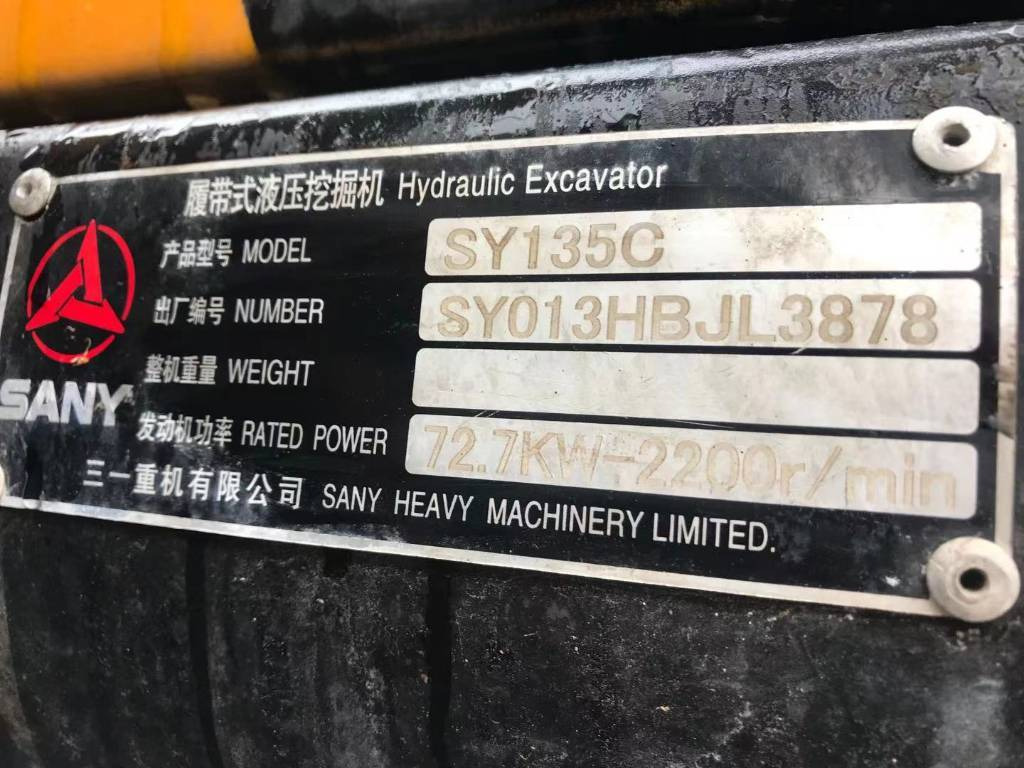 履带式液压挖掘机 Hydraulic Excavator
产品型号 MODEL SY135C
出厂编号 NUMBER SY013HBJL3878
整机重量 WEIGHT
SANY
发动机功率 RATED POWER 72.7KW-2200r/min
三一重机有限公司 SANY HEAVY MACHINERY LIMITED.